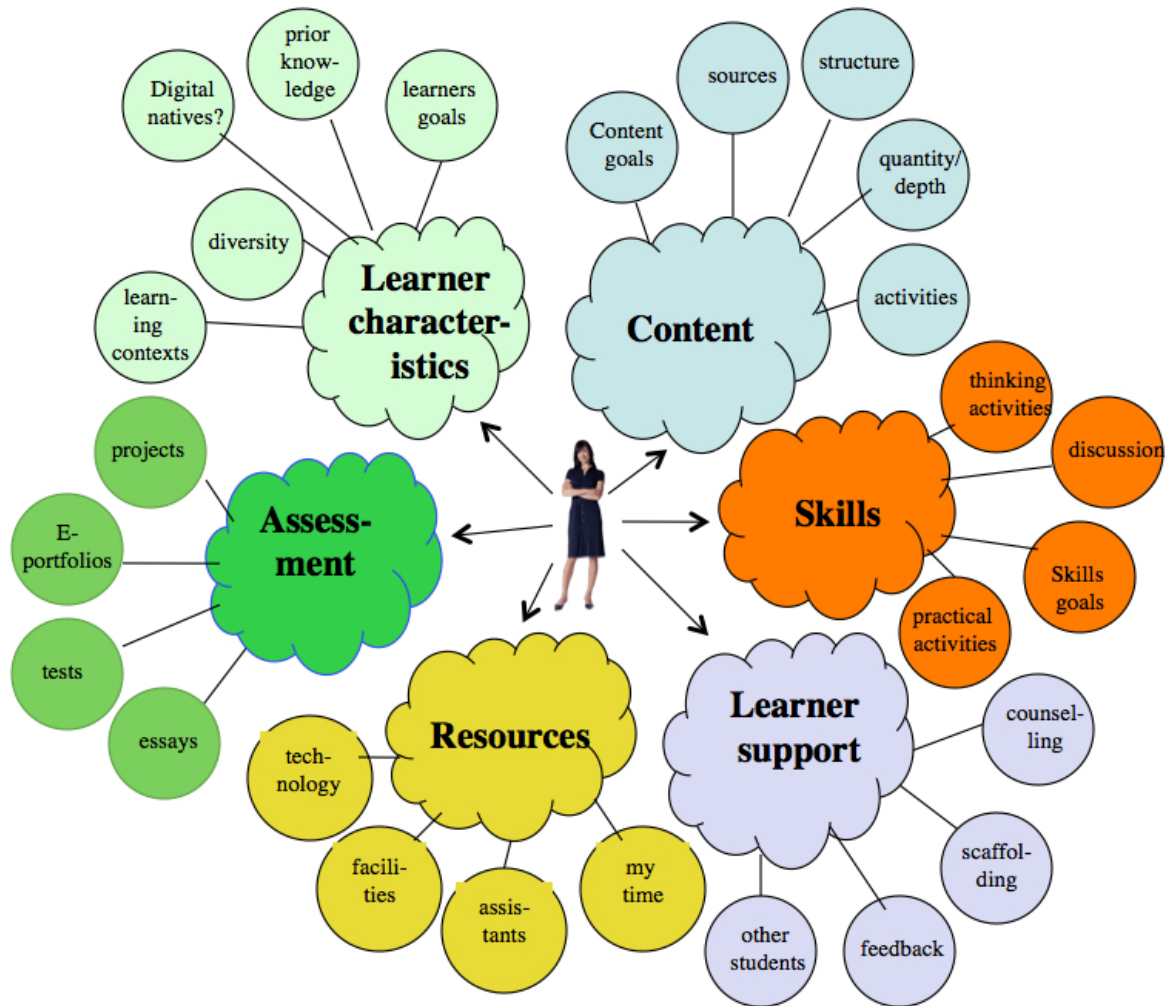 prior
know-
ledge
Digital
natives?
learners
goals
diversity
learn-
ing
contexts
Learner
character-
istics
Content
goals
sources
structure
quantity/
depth
activities
Content
thinking
activities
discussion
Skills
goals
practical
activities
Skills
projects
E-
portfolios
tests
essays
Assess-
ment
Resources
tech-
nology
facili-
ties
assis-
tants
my
time
Learner
support
counsel-
ling
scaffol-
ding
feedback
other
students